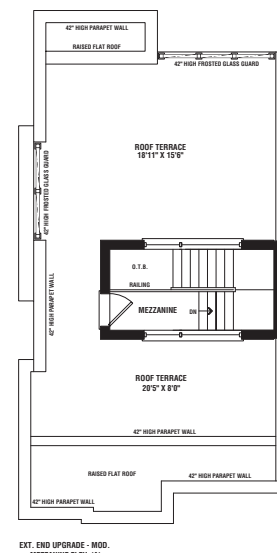 42" HIGH PARAPET WALL
RAISED FLAT ROOF
42" HIGH FROSTED GLASS GUARD
ROOF TERRACE
18'11" X 15'6"
42" HIGH FROSTED GLASS GUARD
O.T.B.
RAILING
MEZZANINE
DN
42" HIGH PARAPET WALL
ROOF TERRACE
20'5" X 8'0"
42" HIGH PARAPET WALL
RAISED FLAT ROOF
42" HIGH PARAPET WALL
42" HIGH PARAPET WALL
EXT. END UPGRADE - MOD.